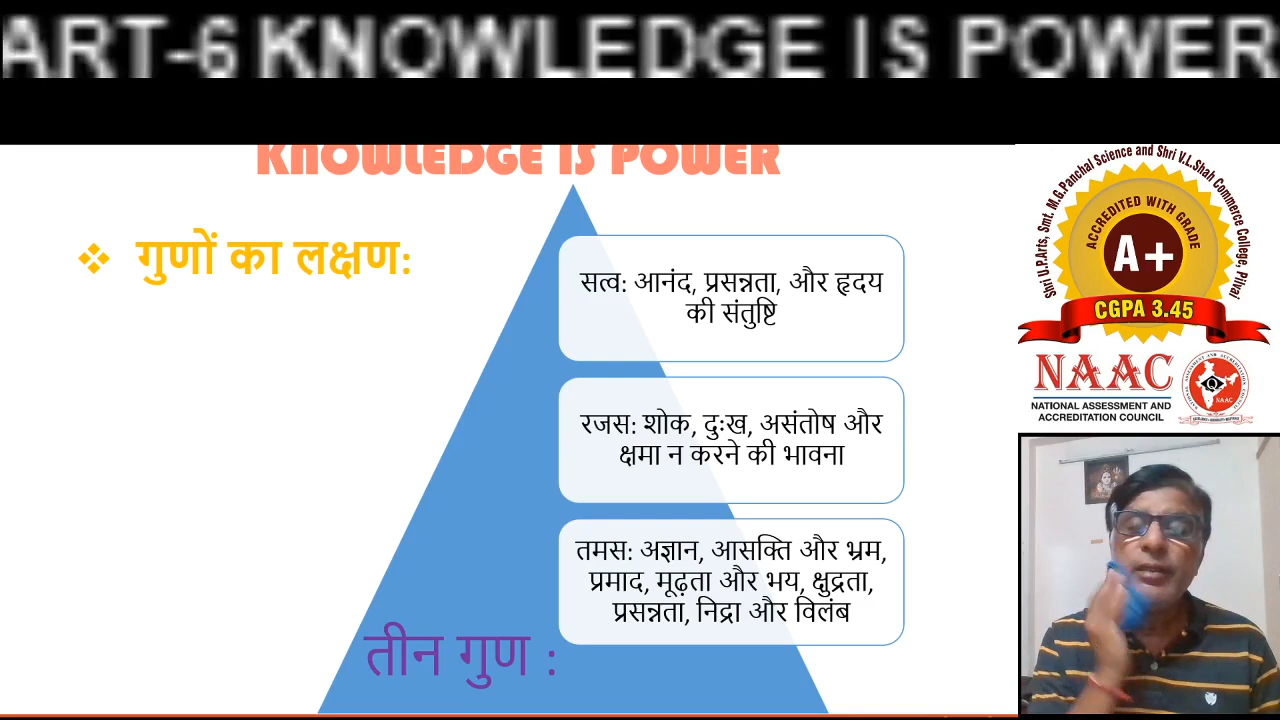 ART-6 KNOWLEDGE IS POWER
KNOWLEDGE IS POWER
❖ गुणों का लक्षण:
सत्व: आनंद, प्रसन्नता, और हृदय
की संतुष्टि
रजस: शोक, दुःख, असंतोष और
क्षमा न करने की भावना
तमस: अज्ञान, आसक्ति और भ्रम,
प्रमाद, मूढ़ता और भय, क्षुद्रता,
प्रसन्नता, निद्रा और विलंब
तीन गुण :
Shri U.P.Arts, Smt. M.G.Panchal Science and Shri V.L.Shah Commerce College, Pilvai
ACCREDITED WITH GRADE
A+
CGPA 3.45
NAAC
NATIONAL ASSESSMENT AND
ACCREDITATION COUNCIL